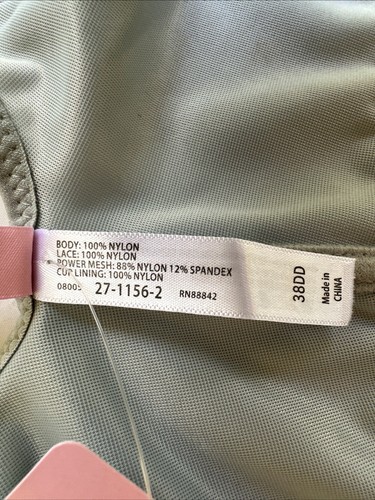 BODY: 100% NYLON
LACE: 100% NYLON
POWER MESH: 88% NYLON 12% SPANDEX
CUP LINING: 100% NYLON
08005 27-1156-2 RN88842
38DD
Made in
CHINA